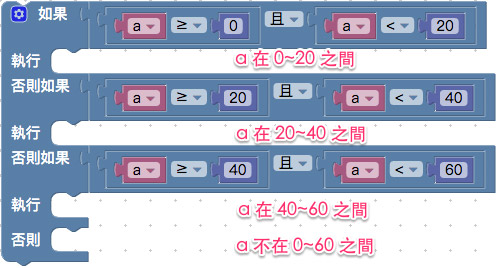 如果 a ≥ 0 且 a < 20
執行 a 在 0~20 之間
否則如果 a ≥ 20 且 a < 40
執行 a 在 20~40 之間
否則如果 a ≥ 40 且 a < 60
執行 a 在 40~60 之間
否則 a 不在 0~60 之間